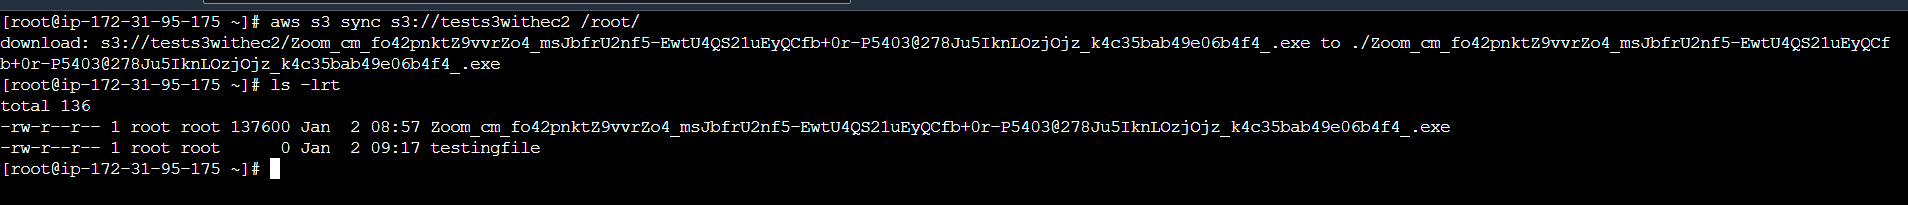 [root@ip-172-31-95-175 ~]# aws s3 sync s3://tests3withec2 /root/
download: s3://tests3withec2/Zoom_cm_fo42pnktZ9vvrZo4_msJbfrU2nf5-EwtU4QS21uEyQCfb+0r-P5403@278Ju5IknLOzjOjz_k4c35bab49e06b4f4_.exe to ./Zoom_cm_fo42pnktZ9vvrZo4_msJbfrU2nf5-EwtU4QS21uEyQCf
b+0r-P5403@278Ju5IknLOzjOjz_k4c35bab49e06b4f4_.exe
[root@ip-172-31-95-175 ~]# ls -lrt
total 136
-rw-r--r-- 1 root root 137600 Jan  2 08:57 Zoom_cm_fo42pnktZ9vvrZo4_msJbfrU2nf5-EwtU4QS21uEyQCfb+0r-P5403@278Ju5IknLOzjOjz_k4c35bab49e06b4f4_.exe
-rw-r--r-- 1 root root      0 Jan  2 09:17 testingfile
[root@ip-172-31-95-175 ~]#